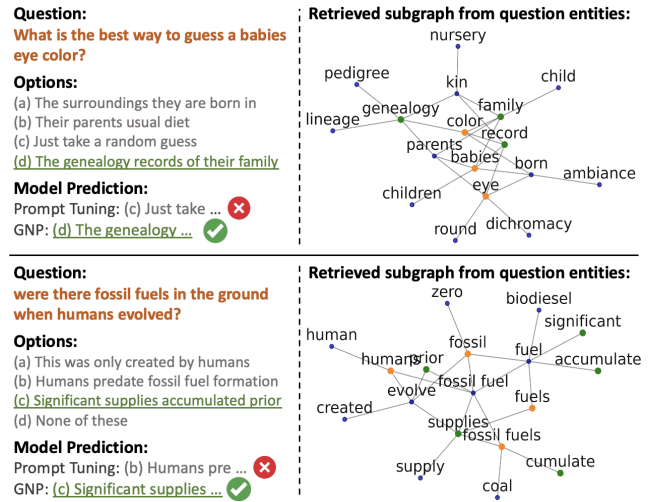 Question:
What is the best way to guess a babies
eye color?
Options:
(a) The surroundings they are born in
(b) Their parents usual diet
(c) Just take a random guess
(d) The genealogy records of their family
Model Prediction:
Prompt Tuning: (c) Just take ...
GNP: (d) The genealogy ...
Retrieved subgraph from question entities:
nursery
pedigree
kin
child
genealogy
family
lineage
color
record
parents
babies
born
ambiance
children
eye
round
dichromacy
Question:
were there fossil fuels in the ground
when humans evolved?
Options:
(a) This was only created by humans
(b) Humans predate fossil fuel formation
(c) Significant supplies accumulated prior
(d) None of these
Model Prediction:
Prompt Tuning: (b) Humans pre ...
GNP: (c) Significant supplies ...
Retrieved subgraph from question entities:
zero
biodiesel
significant
human
fossil
fuel
humans
prior
accumulate
evolve
fossil fuel
fuels
created
supplies
fossil fuels
supply
cumulate
coal